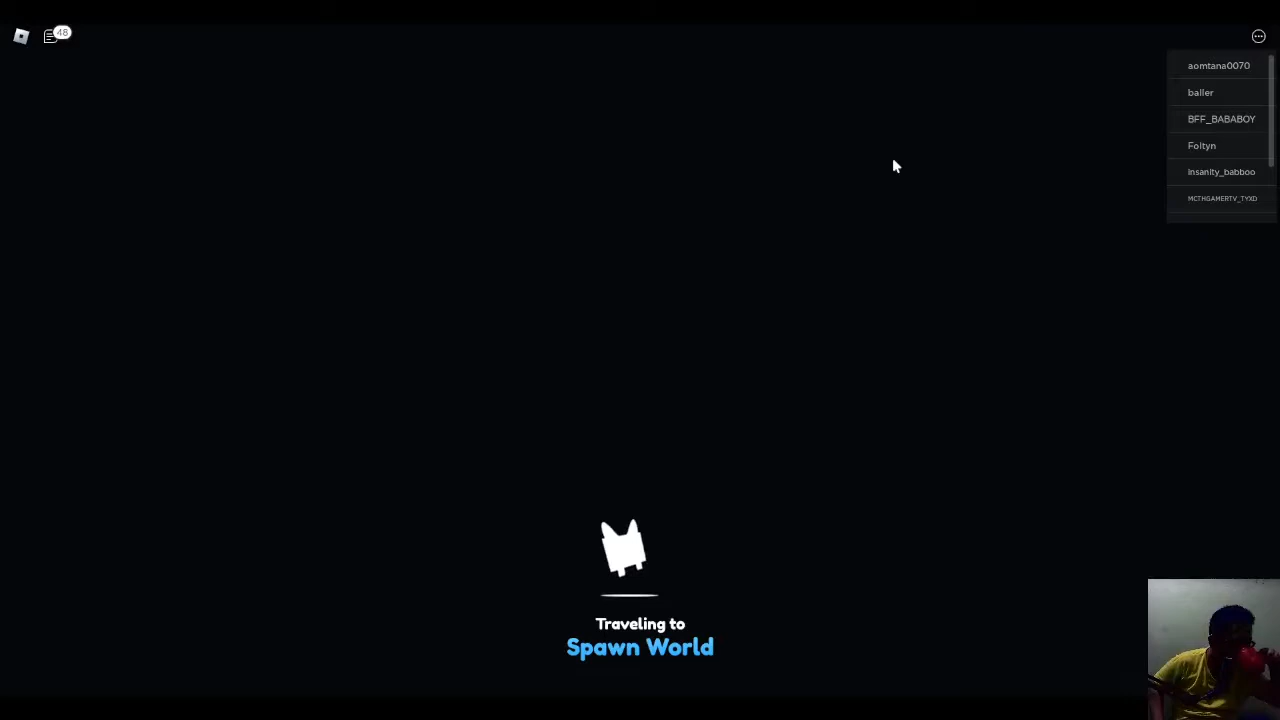 48
aomtana0070
baller
BFF_BABABOY
Foltyn
insanity_babboo
MCTHGAMERTV_TYXD
Traveling to
Spawn World